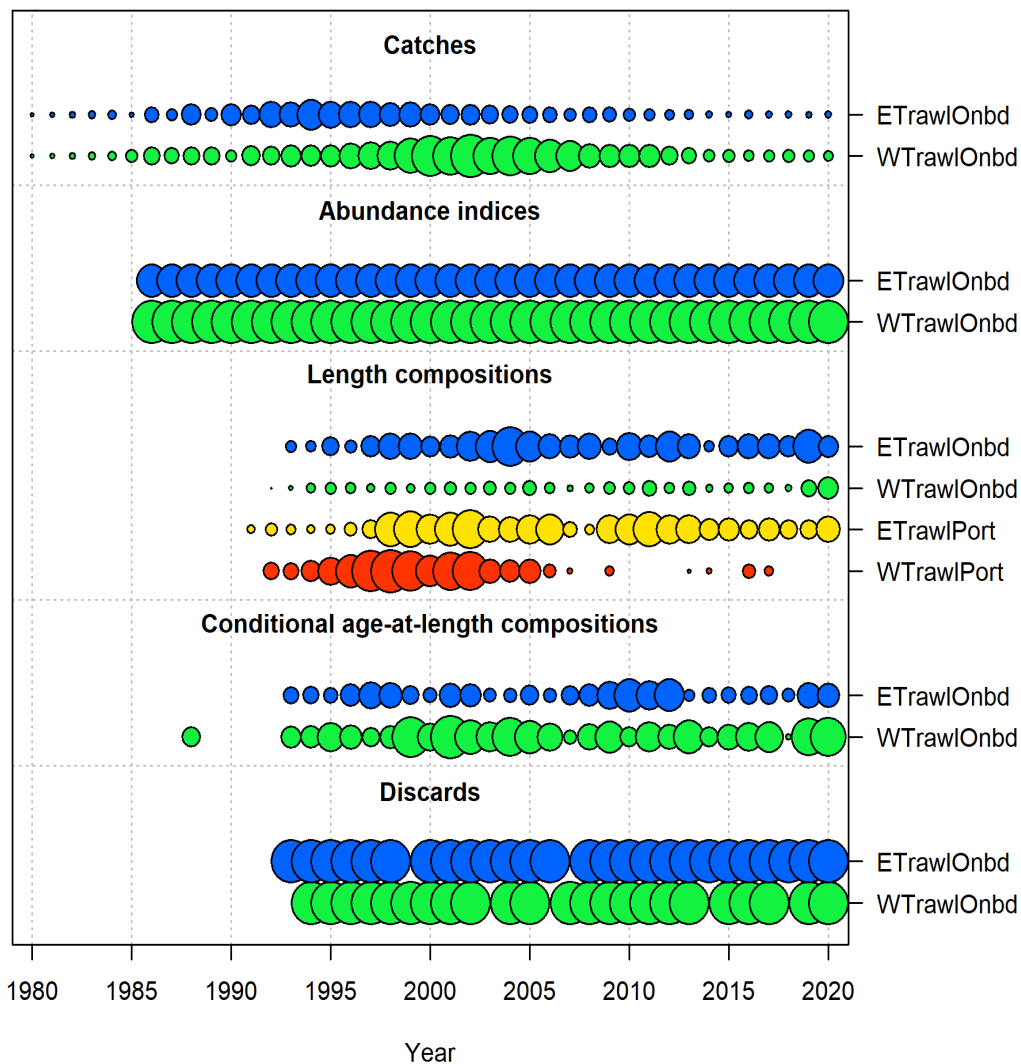 Catches
ETrawlOnbd
WTrawlOnbd
Abundance indices
ETrawlOnbd
WTrawlOnbd
Length compositions
ETrawlOnbd
WTrawlOnbd
ETrawlPort
WTrawlPort
Conditional age-at-length compositions
ETrawlOnbd
WTrawlOnbd
Discards
ETrawlOnbd
WTrawlOnbd
1980 1985 1990 1995 2000 2005 2010 2015 2020
Year